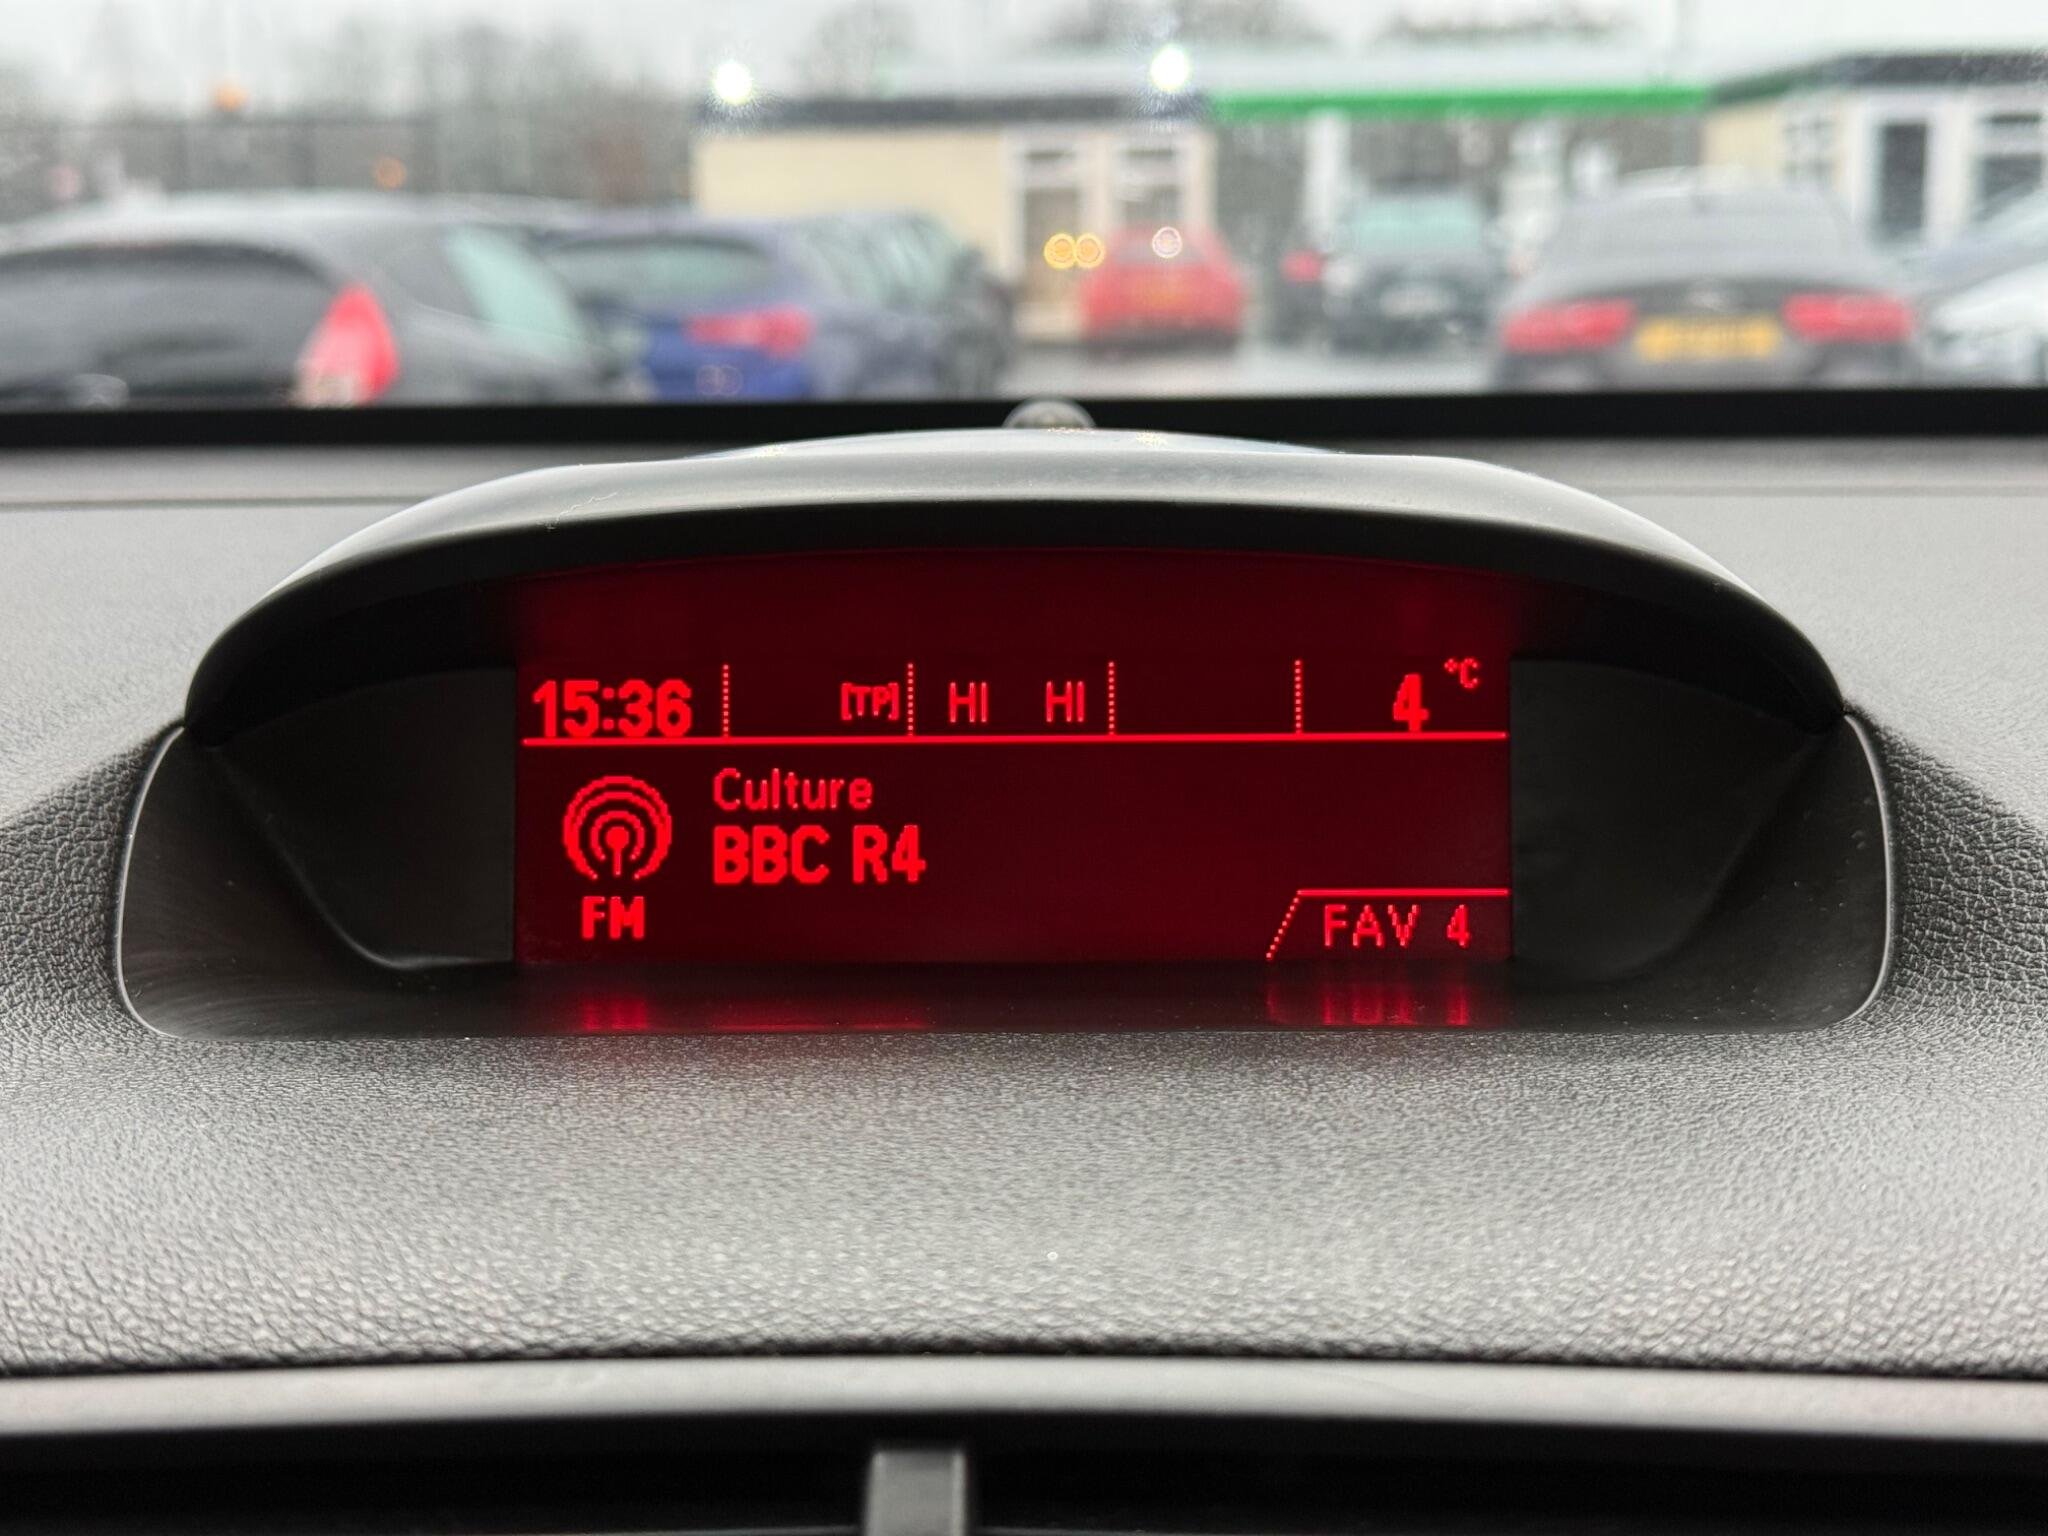 15:36 [TP] HI HI 4 °C
Culture
BBC R4
FM
FAV 4